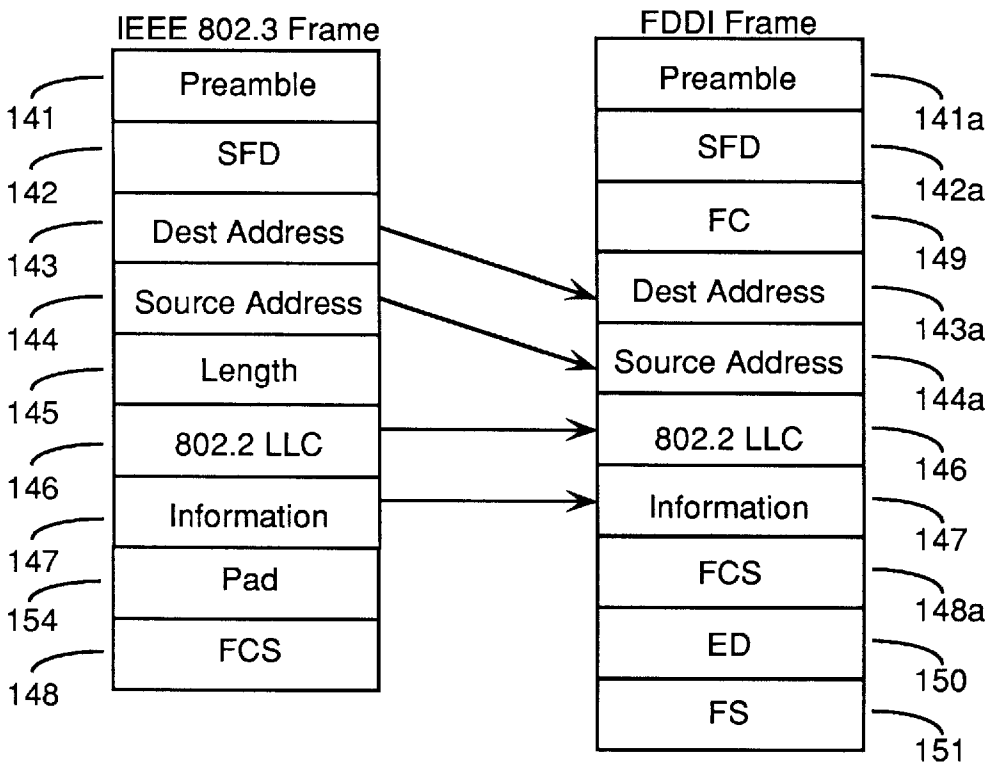 IEEE 802.3 Frame
Preamble
141
SFD
142
Dest Address
143
Source Address
144
Length
145
802.2 LLC
146
Information
147
Pad
154
FCS
148
FDDI Frame
Preamble
141a
SFD
142a
FC
149
Dest Address
143a
Source Address
144a
802.2 LLC
146
Information
147
FCS
148a
ED
150
FS
151